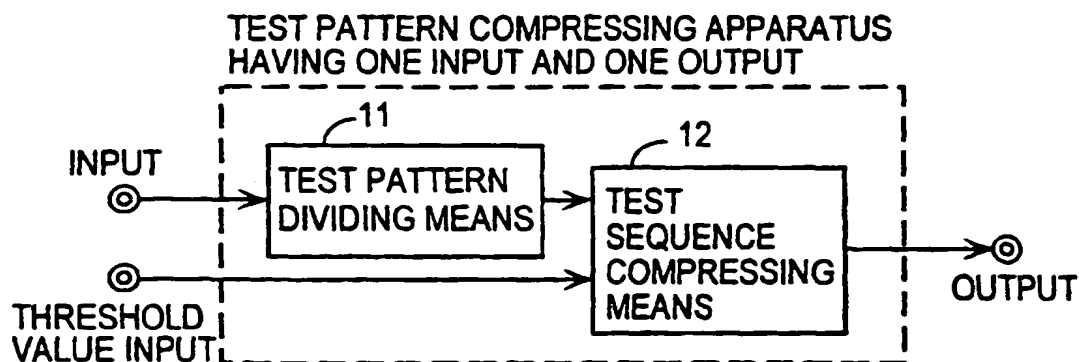 TEST PATTERN COMPRESSING APPARATUS
HAVING ONE INPUT AND ONE OUTPUT
11
12
INPUT
TEST PATTERN
DIVIDING MEANS
TEST
SEQUENCE
COMPRESSING
MEANS
OUTPUT
THRESHOLD
VALUE INPUT